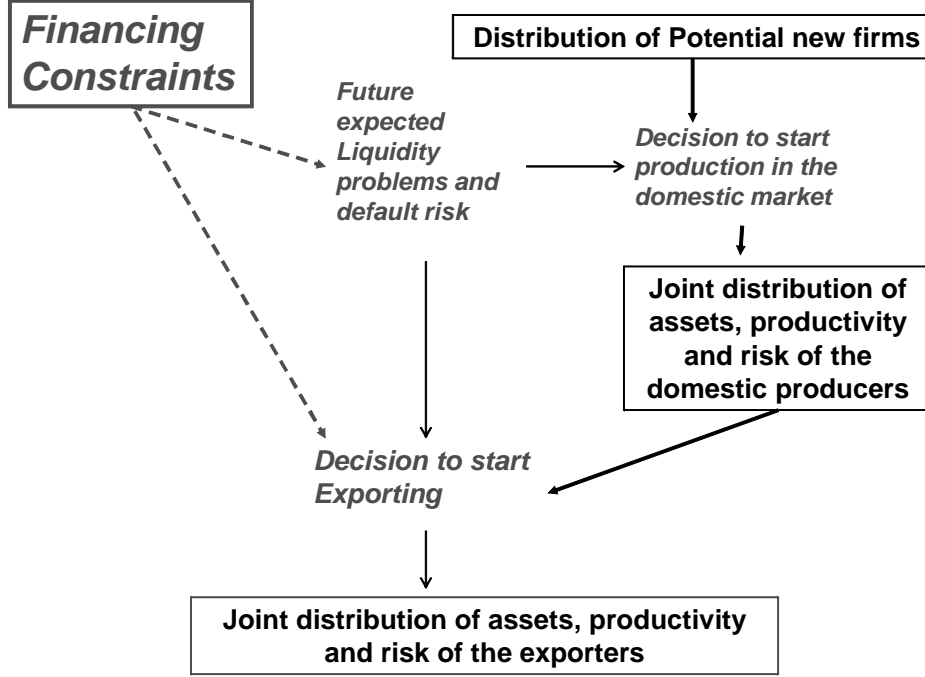 Financing
Constraints
Distribution of Potential new firms
Future
expected
Liquidity
problems and
default risk
Decision to start
production in the
domestic market
Joint distribution of
assets, productivity
and risk of the
domestic producers
Decision to start
Exporting
Joint distribution of assets, productivity
and risk of the exporters